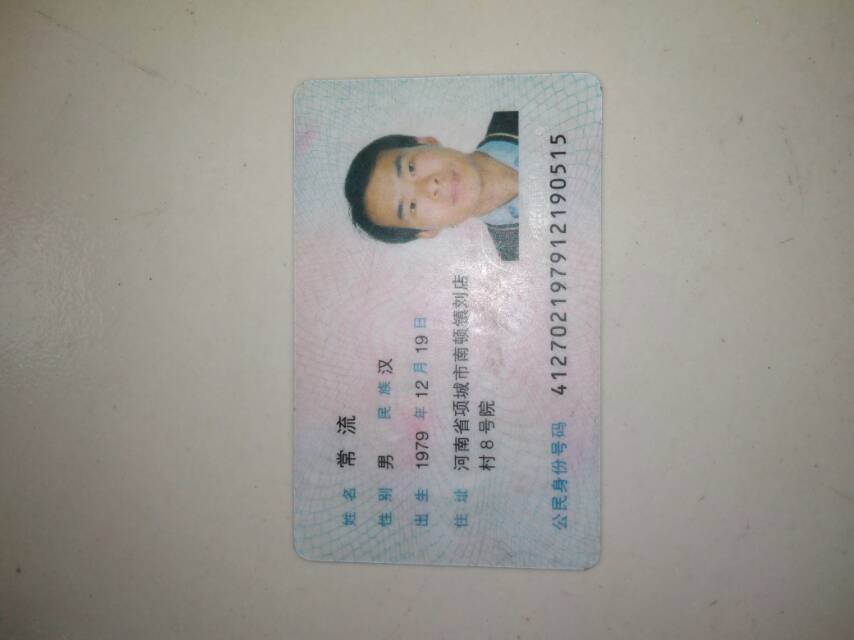 姓名 常流
性别 男 民族 汉
出生 1979 年 12 月 19 日
住址 河南省项城市南顿镇刘店
村8号院
公民身份号码 412702197912190515